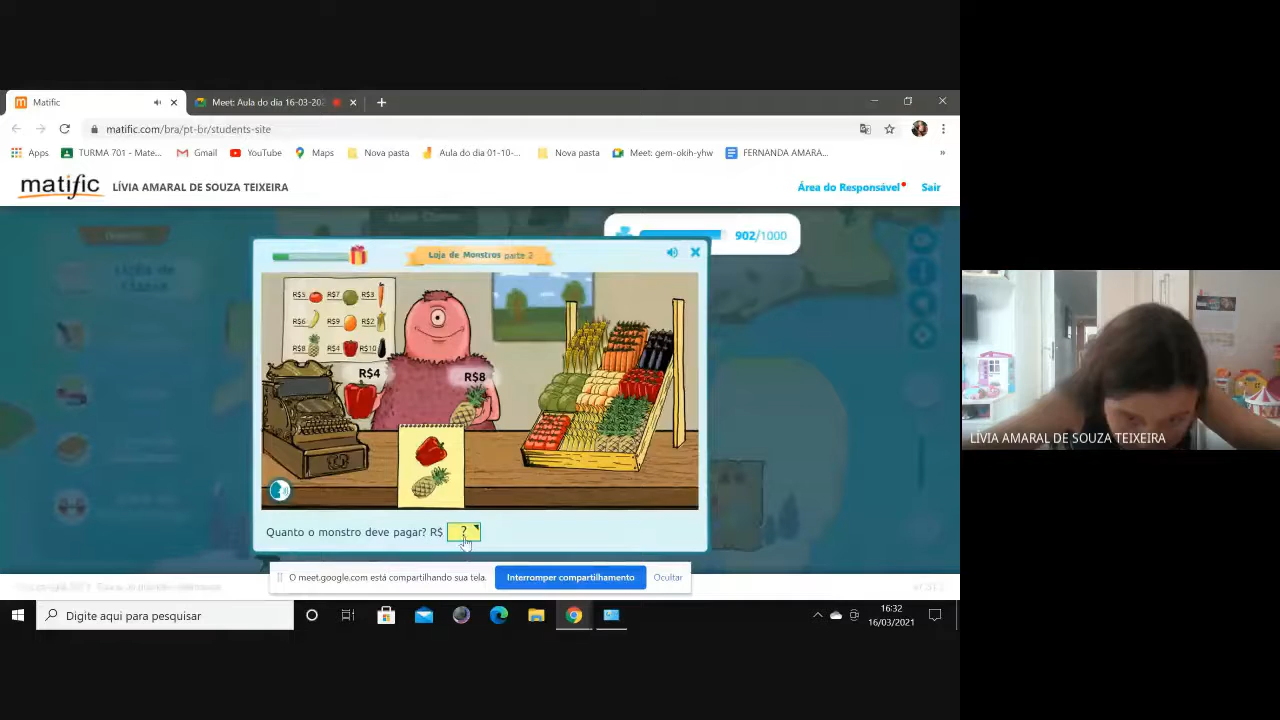 Matific
Meet: Aula do dia 16-03-202
matific.com/bra/pt-br/students-site
Apps
TURMA 701 - Mate...
Gmail
YouTube
Maps
Nova pasta
Aula do dia 01-10-...
Nova pasta
Meet: gem-okih-yhw
FERNANDA AMARA...
»
matific
LÍVIA AMARAL DE SOUZA TEIXEIRA
Área do Responsável
Sair
902/1000
Loja de Monstros parte 2
R$5 R$7 R$3
R$6 R$9 R$2
R$8 R$4 R$10
R$4
R$8
Quanto o monstro deve pagar? R$ ?
O meet.google.com está compartilhando sua tela.
Interromper compartilhamento
Ocultar
Digite aqui para pesquisar
16:32
16/03/2021
LÍVIA AMARAL DE SOUZA TEIXEIRA